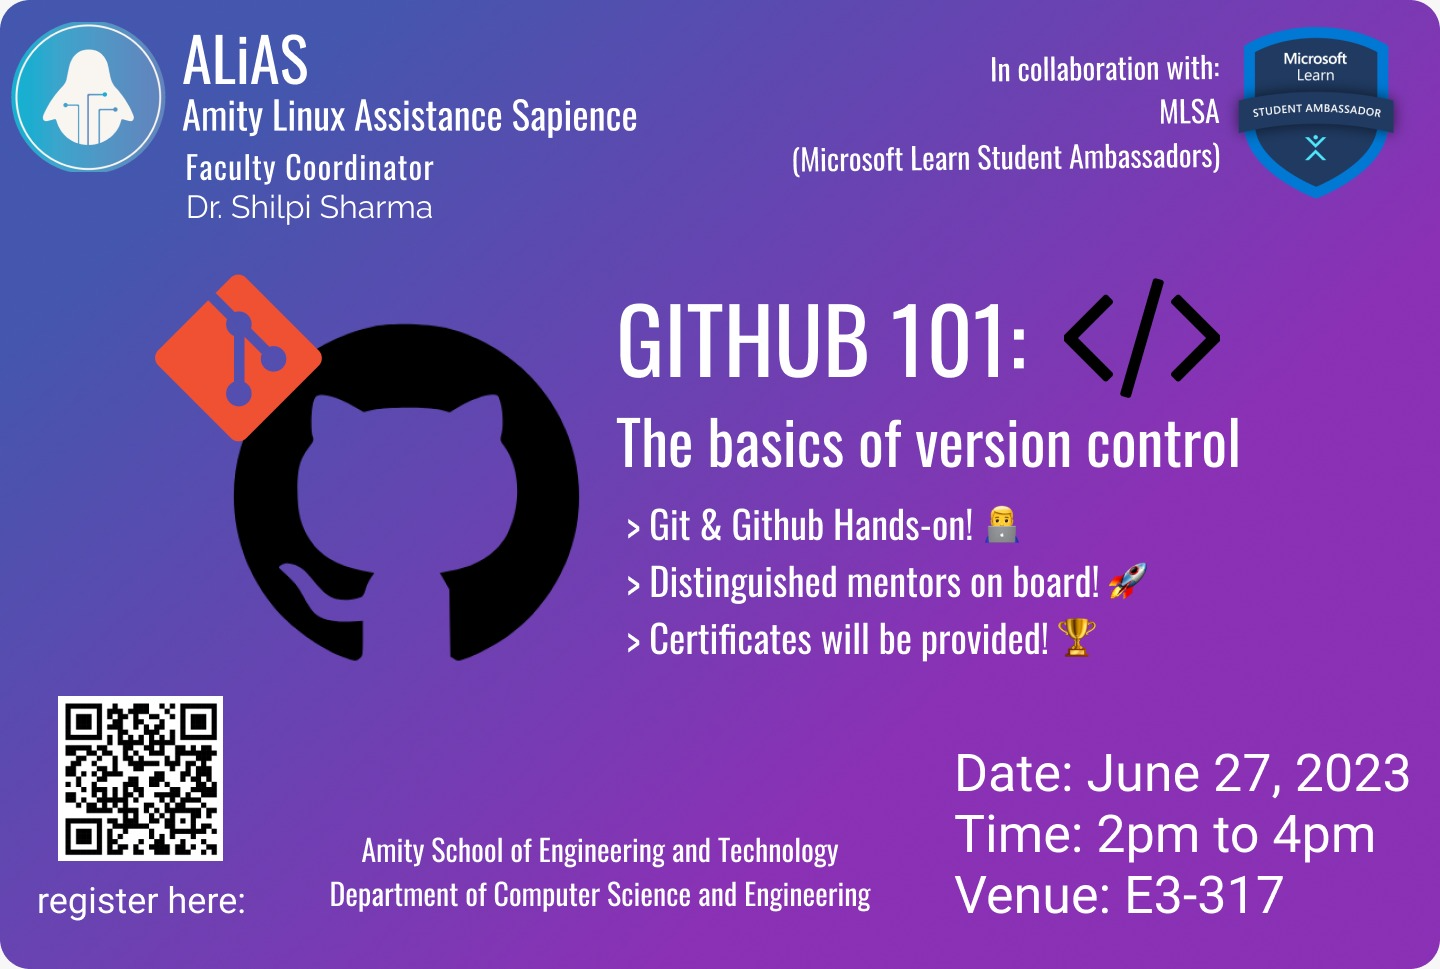 ALiAS
Amity Linux Assistance Sapience
Faculty Coordinator
Dr. Shilpi Sharma
In collaboration with:
MLSA
(Microsoft Learn Student Ambassadors)
Microsoft
Learn
STUDENT AMBASSADOR
GITHUB 101: </>
The basics of version control
> Git & Github Hands-on! 👨‍💻
> Distinguished mentors on board! 🚀
> Certificates will be provided! 🏆
register here:
Amity School of Engineering and Technology
Department of Computer Science and Engineering
Date: June 27, 2023
Time: 2pm to 4pm
Venue: E3-317